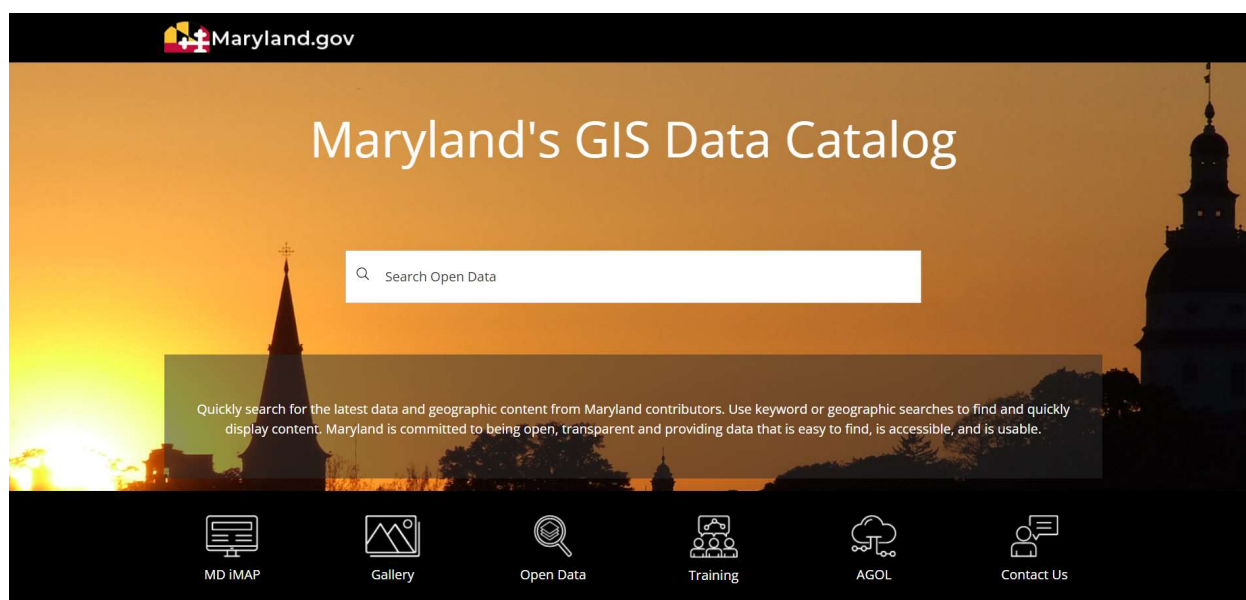 Maryland.gov
Maryland's GIS Data Catalog
Search Open Data
Quickly search for the latest data and geographic content from Maryland contributors. Use keyword or geographic searches to find and quickly
display content. Maryland is committed to being open, transparent and providing data that is easy to find, is accessible, and is usable.
MD iMAP
Gallery
Open Data
Training
AGOL
Contact Us